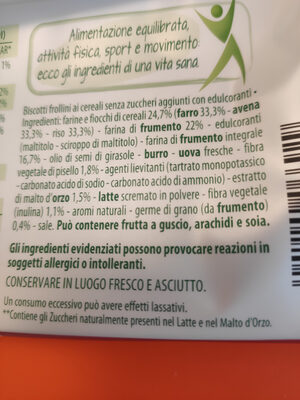 Alimentazione equilibrata,
attività fisica, sport e movimento:
ecco gli ingredienti di una vita sana.
Biscotti frollini ai cereali senza zuccheri aggiunti con edulcoranti -
Ingredienti: farine e fiocchi di cereali 24,7% (farro 33,3% - avena
33,3% - riso 33,3%) - farina di frumento 22% - edulcoranti
(maltitolo - sciroppo di maltitolo) - farina di frumento integrale
16,7% - olio di semi di girasole - burro - uova fresche - fibra
vegetale di pisello 1,8% - agenti lievitanti (tartrato monopotassico
- carbonato acido di sodio - carbonato acido di ammonio) - estratto
di malto d'orzo 1,5% - latte scremato in polvere - fibra vegetale
(inulina) 1,1% - aromi naturali - germe di grano (da frumento)
0,4% - sale. Può contenere frutta a guscio, arachidi e soia.
Gli ingredienti evidenziati possono provocare reazioni in
soggetti allergici o intolleranti.
CONSERVARE IN LUOGO FRESCO E ASCIUTTO.
Un consumo eccessivo può avere effetti lassativi.
**Contiene gli Zuccheri naturalmente presenti nel Latte e nel Malto d'Orzo.